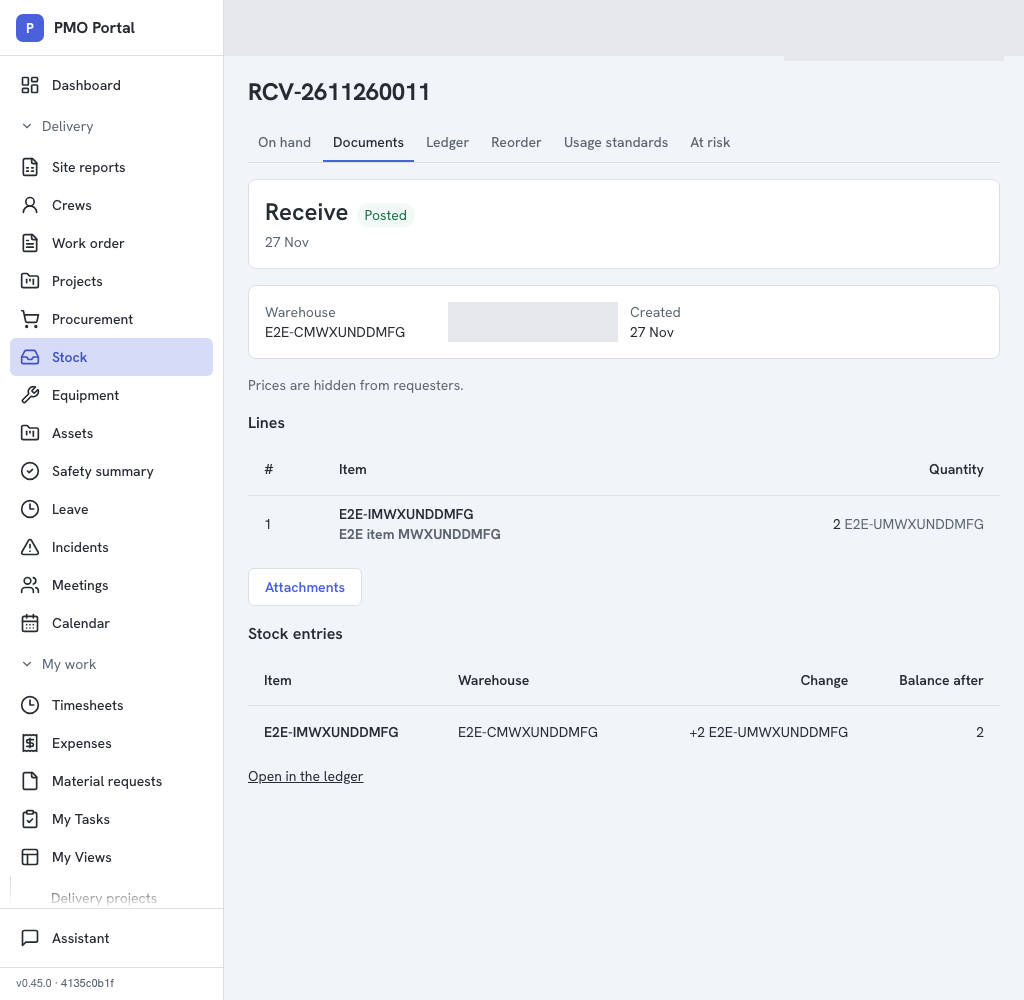 P PMO Portal
Dashboard
Delivery
Site reports
Crews
Work order
Projects
Procurement
Stock
Equipment
Assets
Safety summary
Leave
Incidents
Meetings
Calendar
My work
Timesheets
Expenses
Material requests
My Tasks
My Views
Delivery projects
Assistant
v0.45.0 · 4135c0b1f
RCV-2611260011
On hand Documents Ledger Reorder Usage standards At risk
Receive Posted
27 Nov
Warehouse Created
E2E-CMWXUNDDMFG 27 Nov
Prices are hidden from requesters.
Lines
# Item Quantity
1 E2E-IMWXUNDDMFG 2 E2E-UMWXUNDDMFG
E2E item MWXUNDDMFG
Attachments
Stock entries
Item Warehouse Change Balance after
E2E-IMWXUNDDMFG E2E-CMWXUNDDMFG +2 E2E-UMWXUNDDMFG 2
Open in the ledger